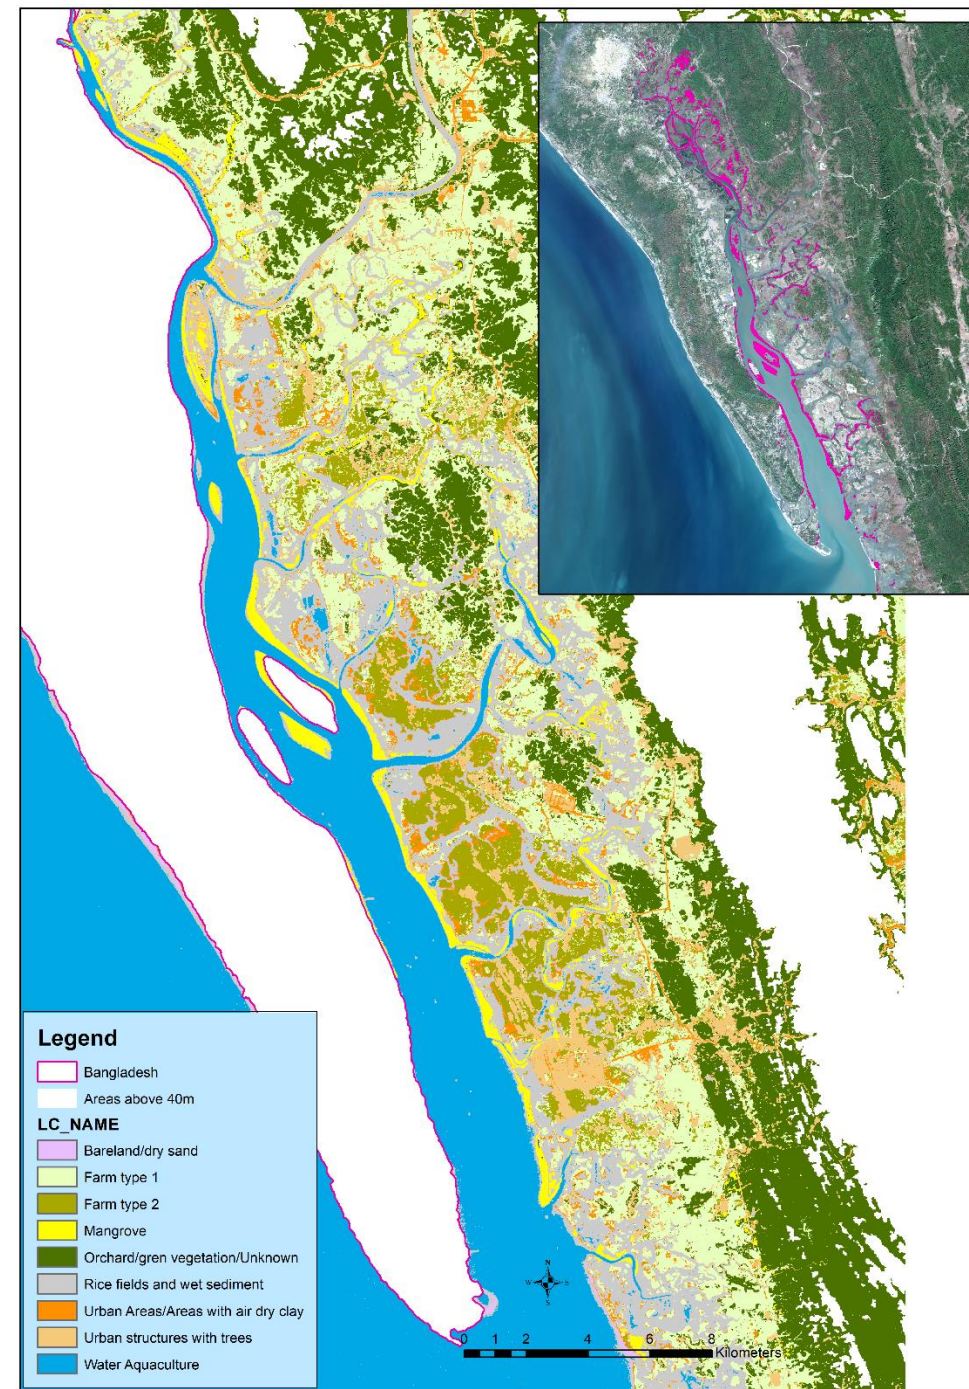 Legend
Bangladesh
Areas above 40m
LC_NAME
Bareland/dry sand
Farm type 1
Farm type 2
Mangrove
Orchard/gren vegetation/Unknown
Rice fields and wet sediment
Urban Areas/Areas with air dry clay
Urban structures with trees
Water Aquaculture
N
W E
S
0 1 2 4 6 8
Kilometers